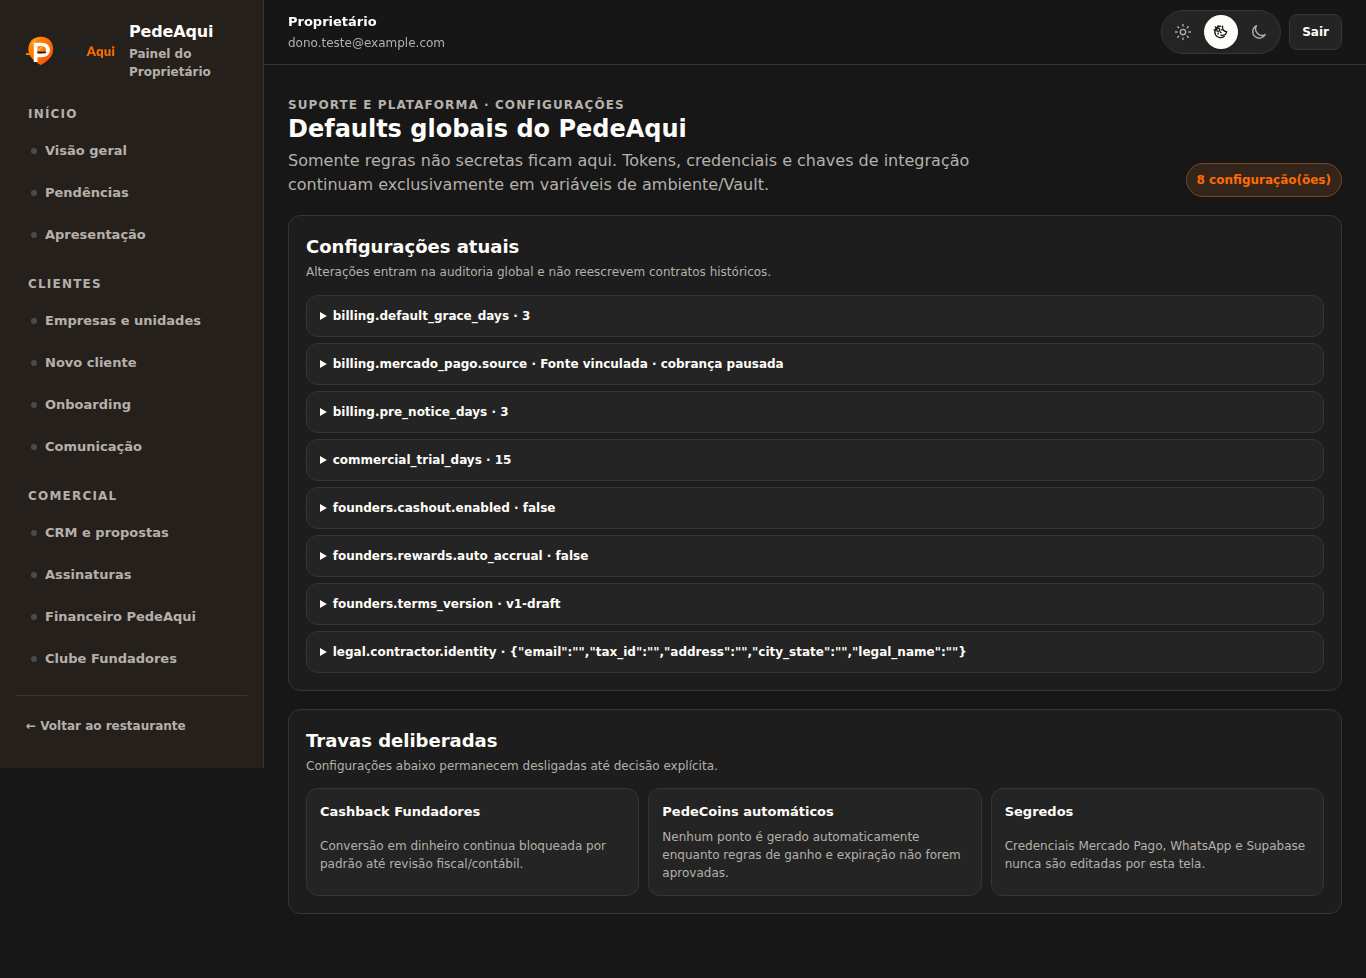 P
Aqui
PedeAqui
Painel do
Proprietário
INÍCIO
Visão geral
Pendências
Apresentação
CLIENTES
Empresas e unidades
Novo cliente
Onboarding
Comunicação
COMERCIAL
CRM e propostas
Assinaturas
Financeiro PedeAqui
Clube Fundadores
← Voltar ao restaurante
Proprietário
dono.teste@example.com
Sair
SUPORTE E PLATAFORMA · CONFIGURAÇÕES
Defaults globais do PedeAqui
Somente regras não secretas ficam aqui. Tokens, credenciais e chaves de integração
continuam exclusivamente em variáveis de ambiente/Vault.
8 configuração(ões)
Configurações atuais
Alterações entram na auditoria global e não reescrevem contratos históricos.
billing.default_grace_days · 3
billing.mercado_pago.source · Fonte vinculada · cobrança pausada
billing.pre_notice_days · 3
commercial_trial_days · 15
founders.cashout.enabled · false
founders.rewards.auto_accrual · false
founders.terms_version · v1-draft
legal.contractor.identity · {"email":"","tax_id":"","address":"","city_state":"","legal_name":""}
Travas deliberadas
Configurações abaixo permanecem desligadas até decisão explícita.
Cashback Fundadores
Conversão em dinheiro continua bloqueada por
padrão até revisão fiscal/contábil.
PedeCoins automáticos
Nenhum ponto é gerado automaticamente
enquanto regras de ganho e expiração não forem
aprovadas.
Segredos
Credenciais Mercado Pago, WhatsApp e Supabase
nunca são editadas por esta tela.